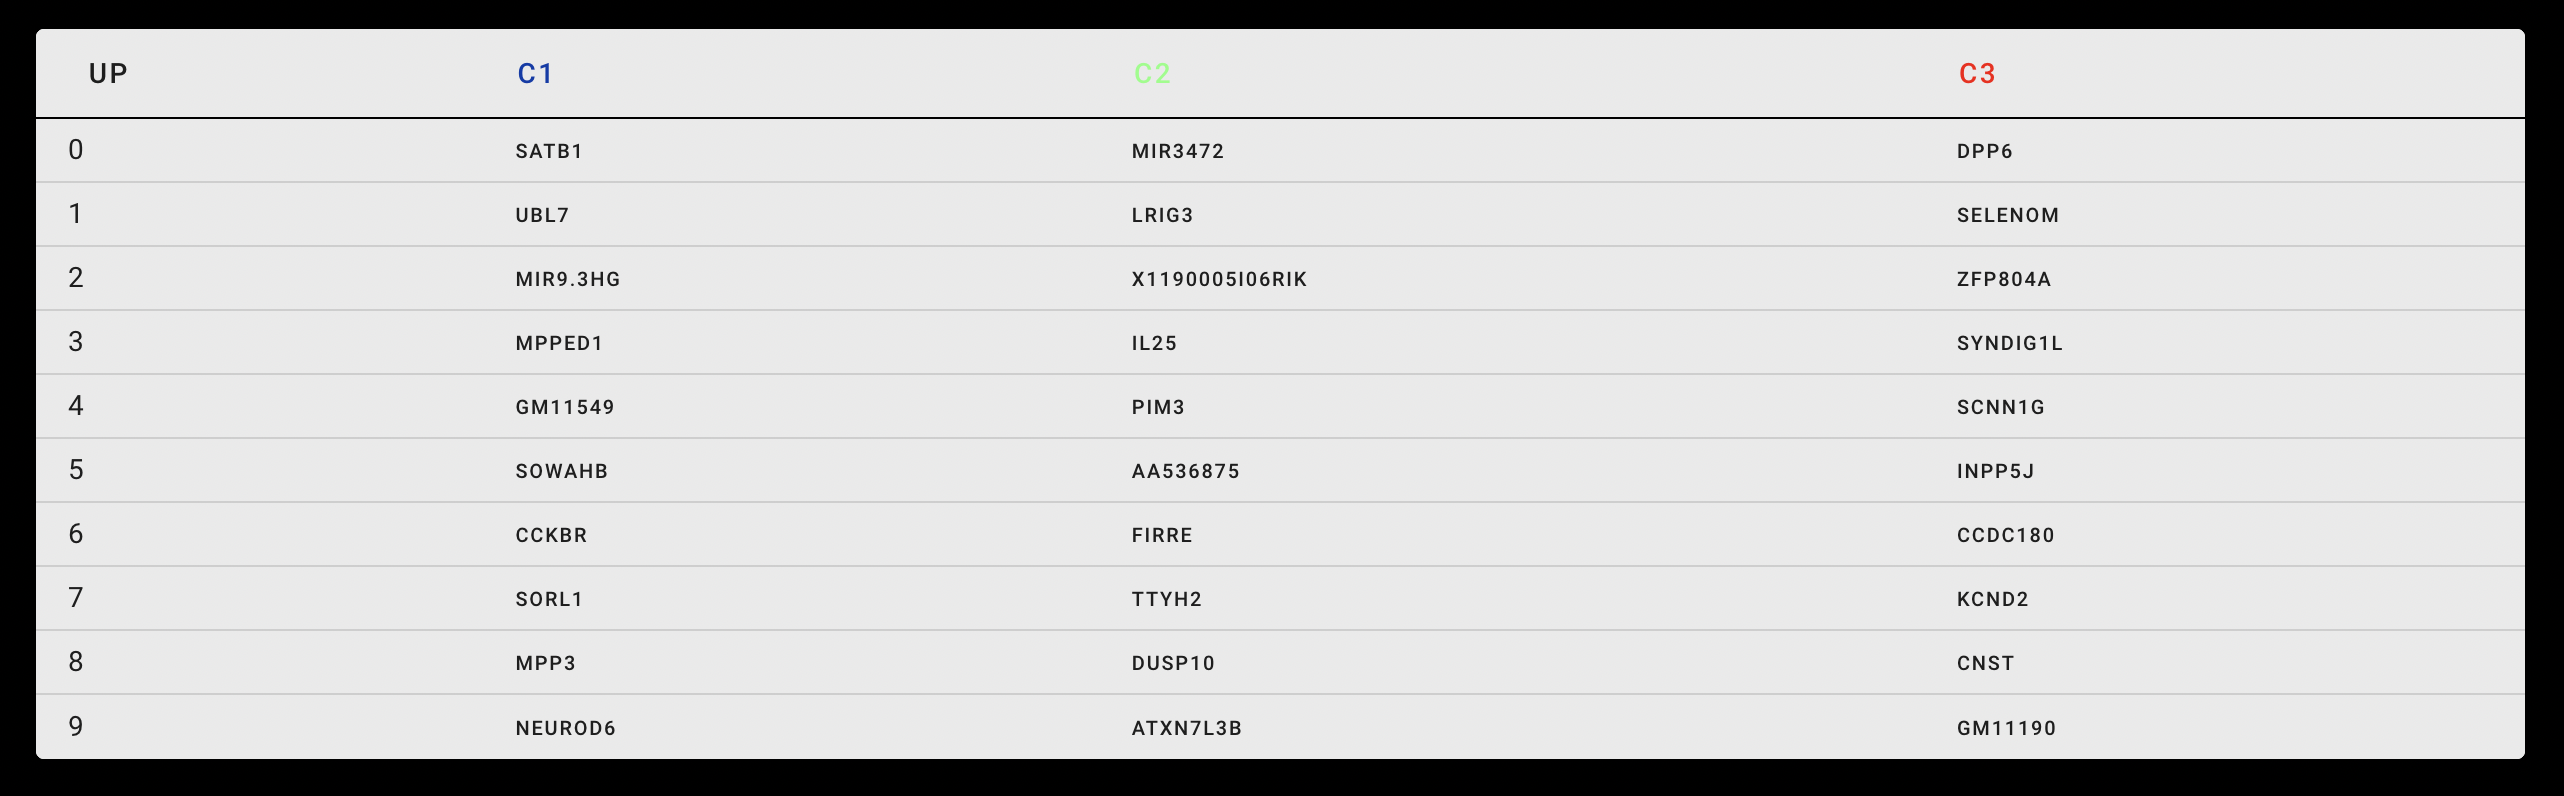 UP C1 C2 C3
0 SATB1 MIR3472 DPP6
1 UBL7 LRIG3 SELENOM
2 MIR9.3HG X1190005I06RIK ZFP804A
3 MPPED1 IL25 SYNDIG1L
4 GM11549 PIM3 SCNN1G
5 SOWAHB AA536875 INPP5J
6 CCKBR FIRRE CCDC180
7 SORL1 TTYH2 KCND2
8 MPP3 DUSP10 CNST
9 NEUROD6 ATXN7L3B GM11190